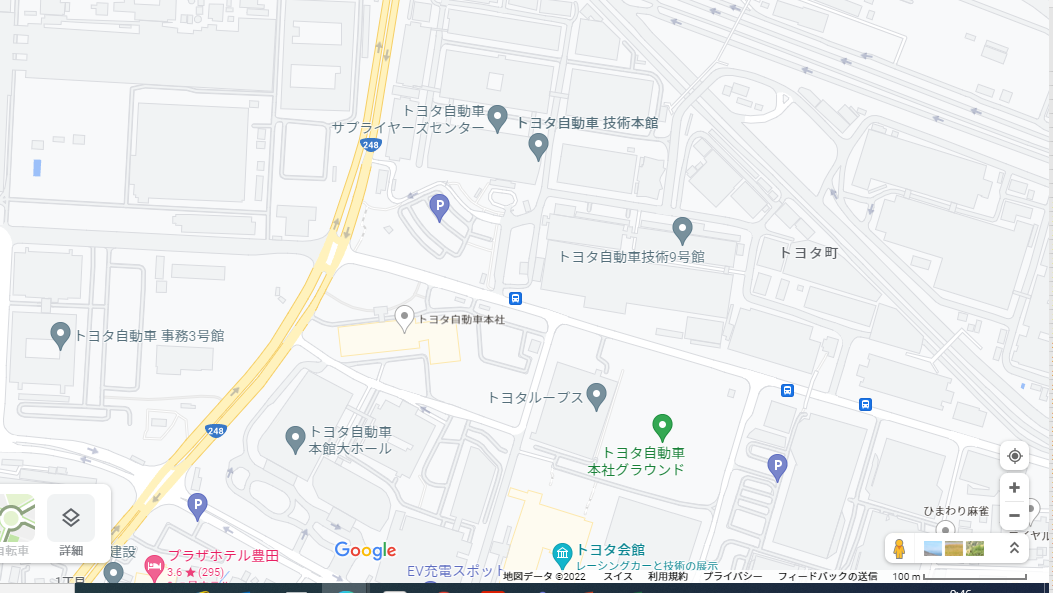 トヨタ自動車
サプライヤーズセンター
トヨタ自動車 技術本館
248
P
トヨタ自動車技術9号館
トヨタ町
トヨタ自動車本社
トヨタ自動車 事務3号館
トヨタループス
248
トヨタ自動車
本館大ホール
トヨタ自動車
本社グラウンド
P
P
ひまわり麻雀
自転車
詳細
建設
プラザホテル豊田
3.6 ★ (295)
1丁目
Google
EV充電スポット
トヨタ会館
レーシングカーと技術の展示
地図データ ©2022 スイス 利用規約 プライバシー フィードバックの送信 100 m